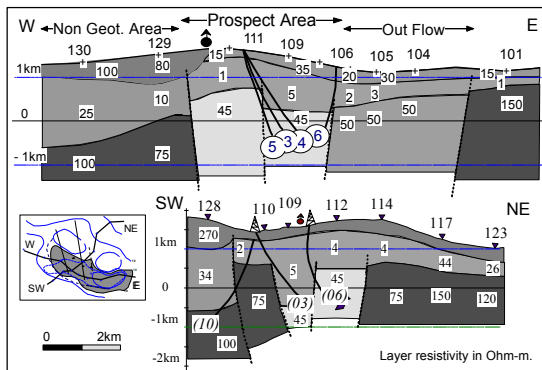 W Non Geot. Area Prospect Area Out Flow E
130 129 111 109 106 105 104 101
100 80 15 1 35 20 30 15 1
1km
25 10 5 2 3 50 150
0 45 45 50 50
5 3 4 6
- 1km 100 75
SW 128 110 109 112 114 117 123 NE
270
1km 2 4 4 44 26
34 5 45
0 75 (03) (06) 75 150 120
-1km (10) 45
100
-2km
W NE SW E
0 2km
Layer resistivity in Ohm-m.